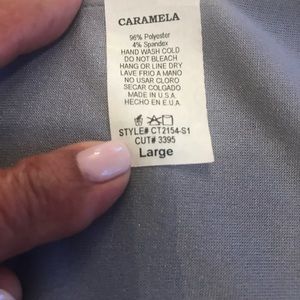 CARAMELA
96% Polyester
4% Spandex
HAND WASH COLD
DO NOT BLEACH
HANG OR LINE DRY
LAVE FRIO A MANO
NO USAR CLORO
SECAR COLGADO
MADE IN U.S.A.
HECHO EN E.U.A.
STYLE# CT2154-S1
CUT# 3395
Large